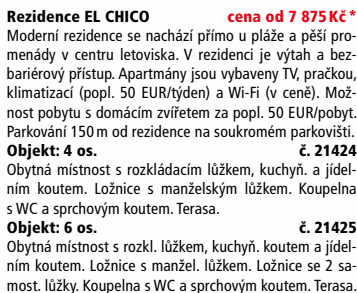 Rezidence EL CHICO cena od 7 875 Kč *
Moderní rezidence se nachází přímo u pláže a pěší pro-
menády v centru letoviska. V rezidenci je výtah a bez-
bariérový přístup. Apartmány jsou vybaveny TV, pračkou,
klimatizací (popl. 50 EUR/týden) a Wi-Fi (v ceně). Mož-
nost pobytu s domácím zvířetem za popl. 50 EUR/pobyt.
Parkování 150 m od rezidence na soukromém parkovišti.
Objekt: 4 os. č. 21424
Obytná místnost s rozkládacím lůžkem, kuchyň. a jídel-
ním koutem. Ložnice s manželským lůžkem. Koupelna
s WC a sprchovým koutem. Terasa.
Objekt: 6 os. č. 21425
Obytná místnost s rozkl. lůžkem, kuchyň. koutem a jídel-
ním koutem. Ložnice s manžel. lůžkem. Ložnice se 2 sa-
most. lůžky. Koupelna s WC a sprchovým koutem. Terasa.